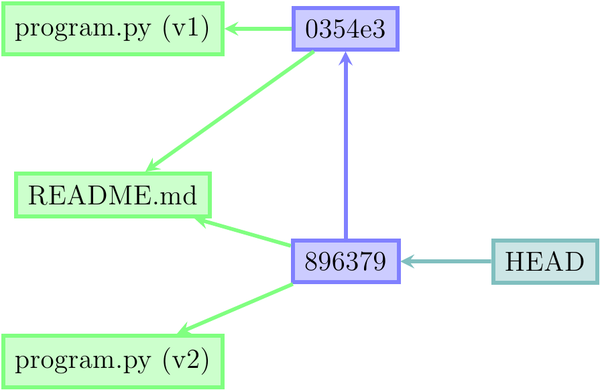 program.py (v1)
0354e3
README.md
896379
HEAD
program.py (v2)